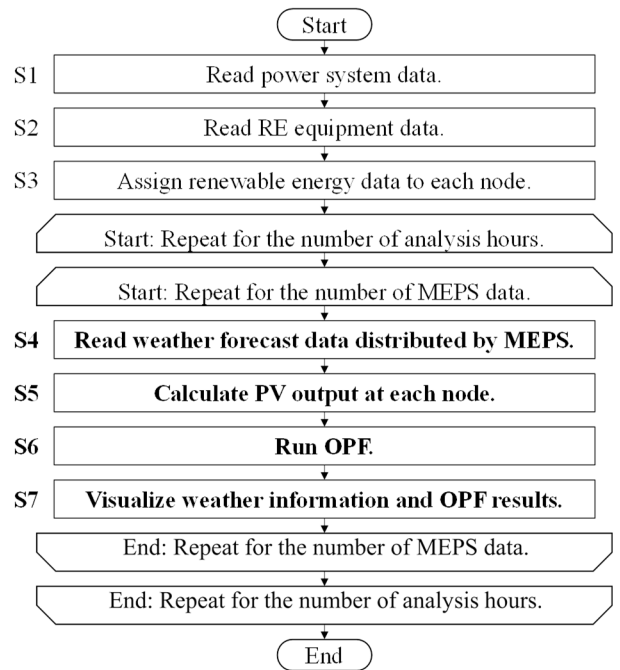 Start
S1 Read power system data.
S2 Read RE equipment data.
S3 Assign renewable energy data to each node.
Start: Repeat for the number of analysis hours.
Start: Repeat for the number of MEPS data.
S4 Read weather forecast data distributed by MEPS.
S5 Calculate PV output at each node.
S6 Run OPF.
S7 Visualize weather information and OPF results.
End: Repeat for the number of MEPS data.
End: Repeat for the number of analysis hours.
End